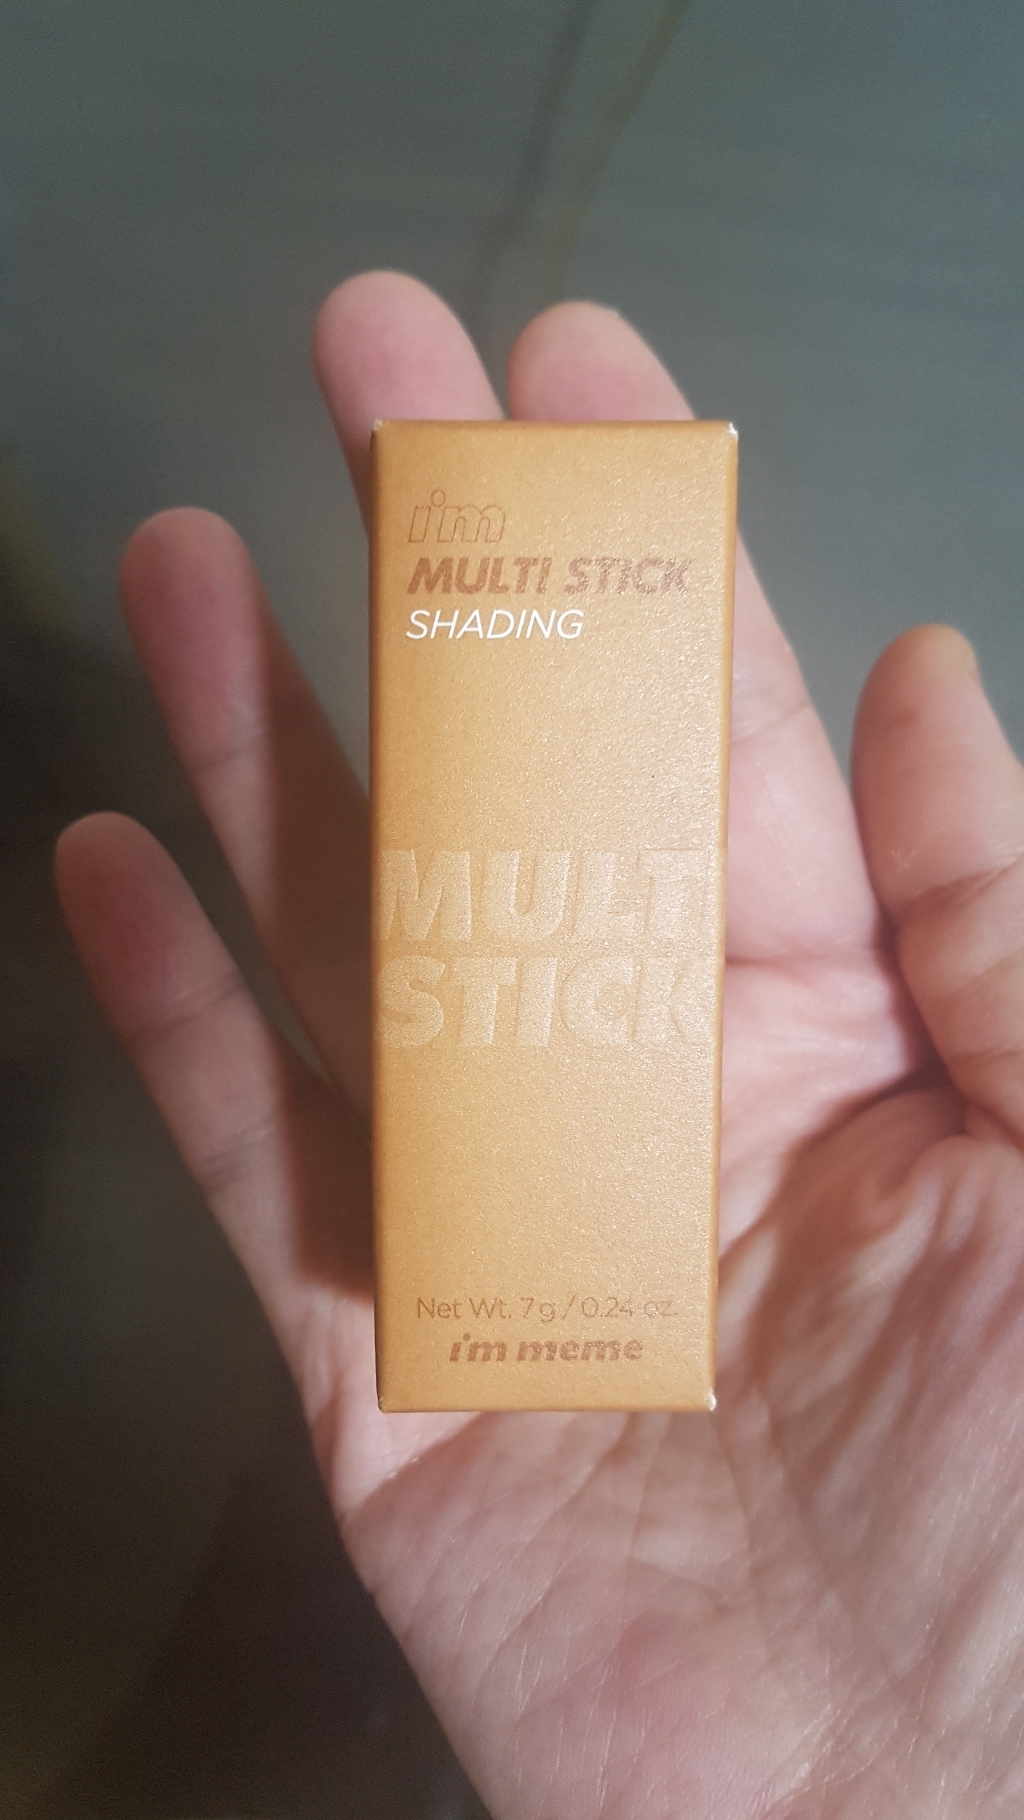 i'm
MULTI STICK
SHADING
MULTI
STICK
Net Wt. 7g / 0.24 oz.
i'm meme